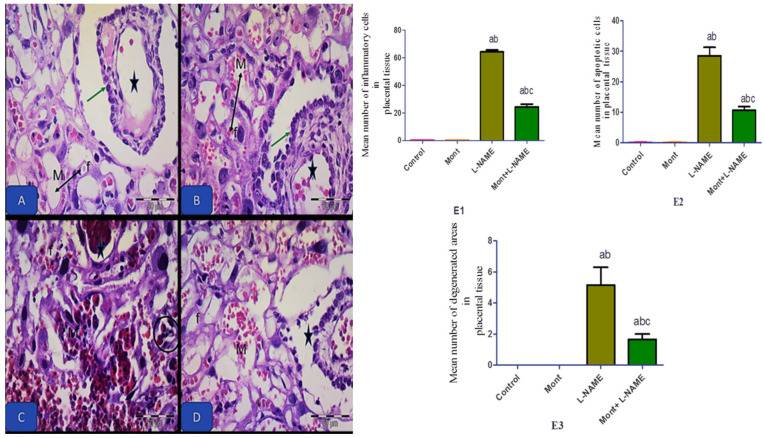 M
f
M
f
A
M
f
B
f
M
C
f
M
D
Mean number of inflammatory cells
in
placental tissue
80
60
40
20
0
ab
abc
Control
Mont
L-NAME
Mont+L-NAME
E1
Mean number of apoptotic cells
in placental tissue
40
30
20
10
0
ab
abc
Control
Mont
L-NAME
Mont+L-NAME
E2
Mean number of degenerated areas
in
placental tissue
8
6
4
2
0
ab
abc
Control
Mont
L-NAME
Mont+ L-NAME
E3